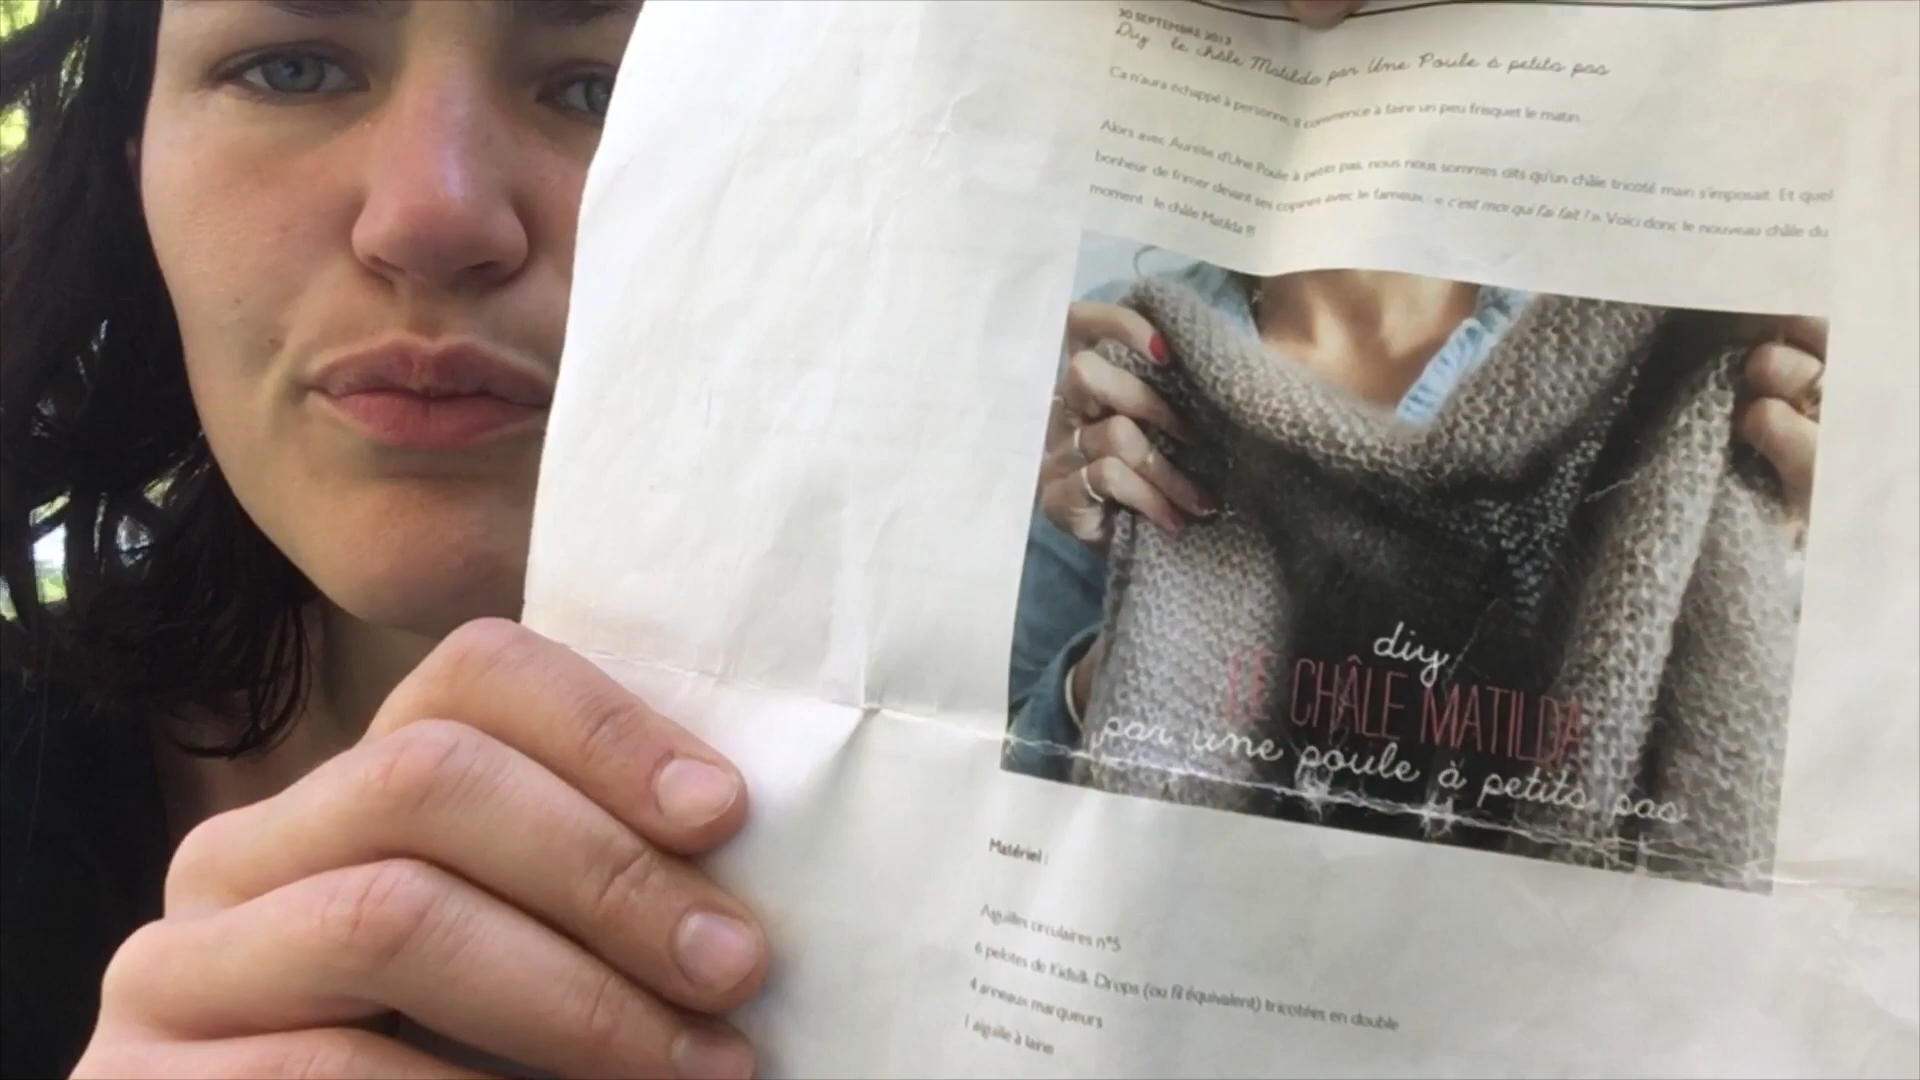 30 SEPTEMBRE 2013
Diy le châle Matilda par Une Poule à petits pas
Ca n'aura échappé à personne, il commence à faire un peu frisquet le matin.
Alors avec Aurélie d'Une Poule à petits pas, nous nous sommes dits qu'un châle tricoté main s'imposait. Et quel
bonheur de frimer devant ses copines avec le fameux : « c'est moi qui l'ai fait ! ». Voici donc le nouveau châle du
moment : le châle Matilda !!!
diy
LE CHÂLE MATILDA
par une poule à petits pas
Matériel :
Aiguilles circulaires n°5
6 pelotes de Kidsilk Drops (ou fil équivalent) tricotées en double
4 anneaux marqueurs
1 aiguille à laine